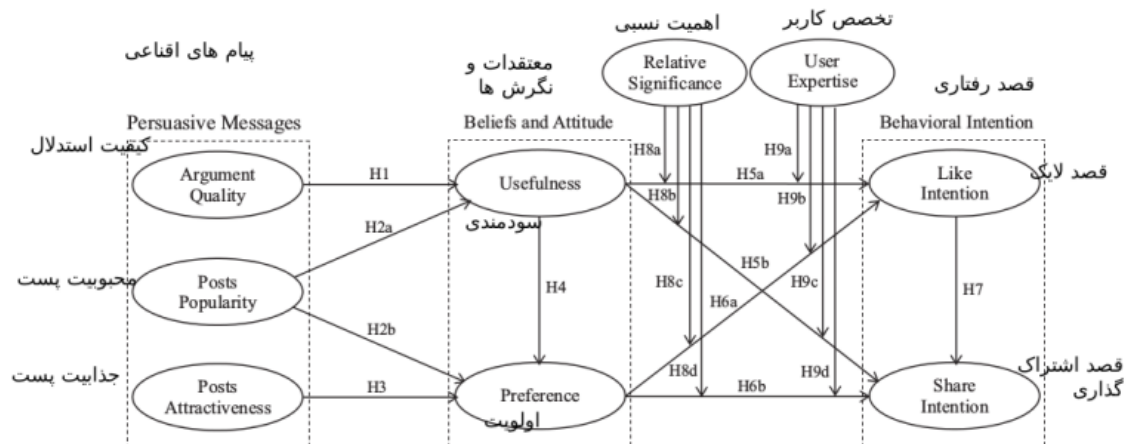 اهمیت نسبی
تخصص کاربر
پیام های اقناعی
معتقدات و
نگرش ها
Relative
Significance
User
Expertise
قصد رفتاری
Persuasive Messages
Beliefs and Attitude
Behavioral Intention
کیفیت استدلال
Argument
Quality
H1
Usefulness
H8a
H9a
H5a
Like
Intention
قصد لایک
H8b
H9b
H2a
سودمندی
محبوبیت پست
Posts
Popularity
H4
H8c
H6a
H5b
H9c
H7
H2b
جذابیت پست
Posts
Attractiveness
H3
Preference
اولویت
H8d
H6b
H9d
Share
Intention
قصد اشتراک
گذاری